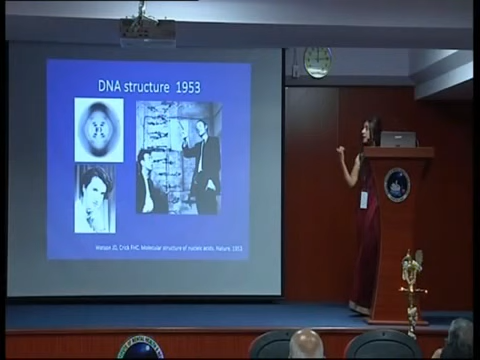 DNA structure 1953
Watson JD, Crick FHC. Molecular structure of nucleic acids. Nature. 1953